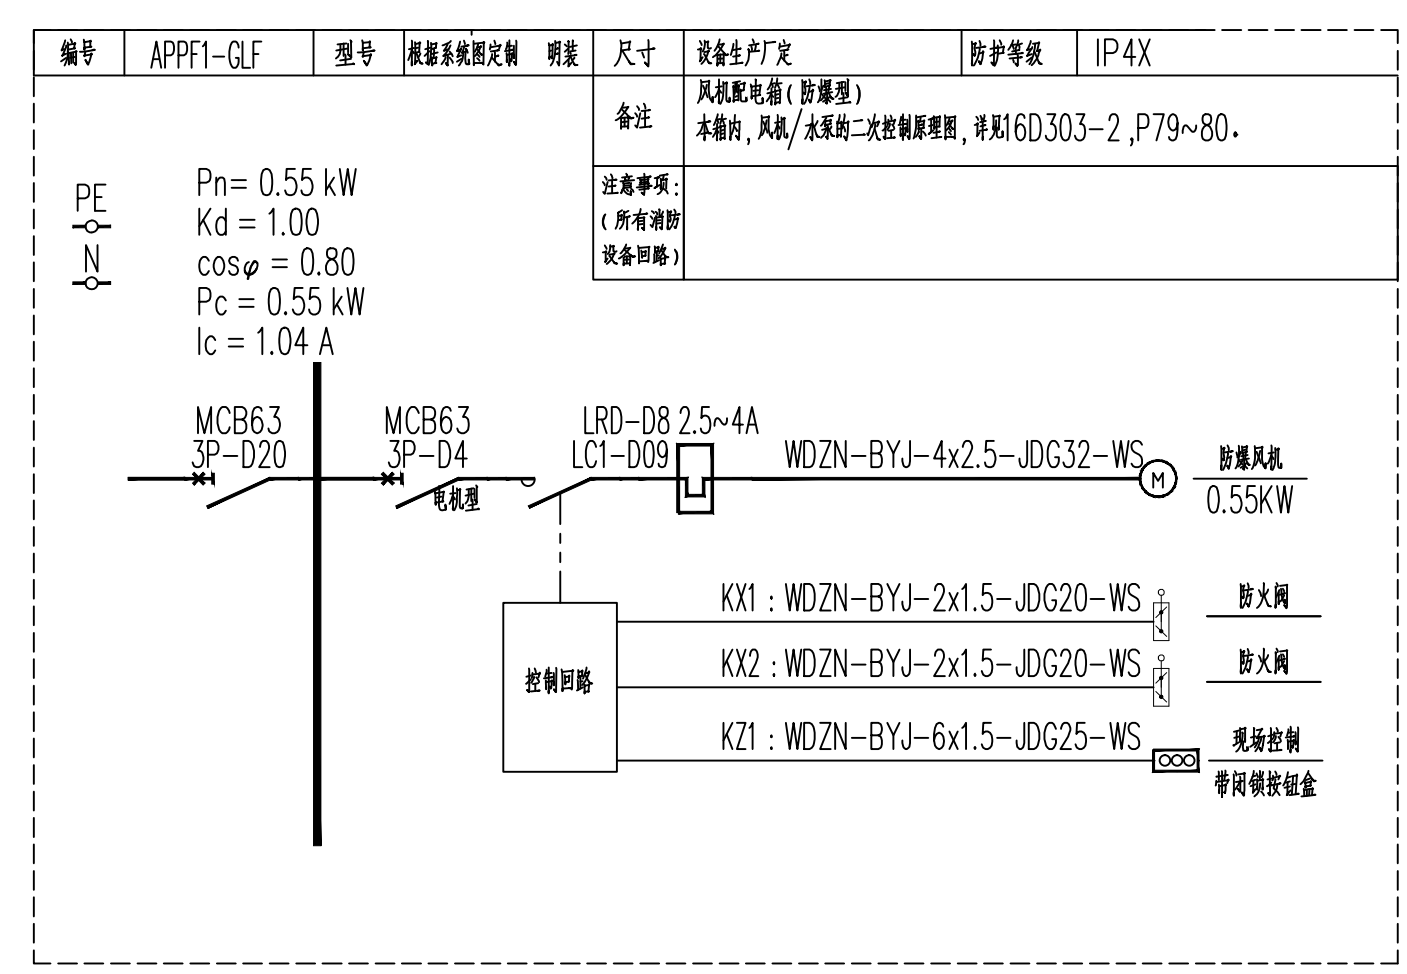 编号 APPF1-GLF 型号 根据系统图定制 明装 尺寸 设备生产厂定 防护等级 IP4X
备注
风机配电箱(防爆型)
本箱内,风机/水泵的二次控制原理图,详见16D303-2,P79~80.
注意事项:
(所有消防
设备回路)
PE
N
Pn= 0.55 kW
Kd = 1.00
cosφ = 0.80
Pc = 0.55 kW
Ic = 1.04 A
MCB63
3P-D20
MCB63
3P-D4
电机型
LRD-D8 2.5~4A
LC1-D09
WDZN-BYJ-4x2.5-JDG32-WS
M
防爆风机
0.55KW
控制回路
KX1 : WDZN-BYJ-2x1.5-JDG20-WS
防火阀
KX2 : WDZN-BYJ-2x1.5-JDG20-WS
防火阀
KZ1 : WDZN-BYJ-6x1.5-JDG25-WS
现场控制
带闭锁按钮盒